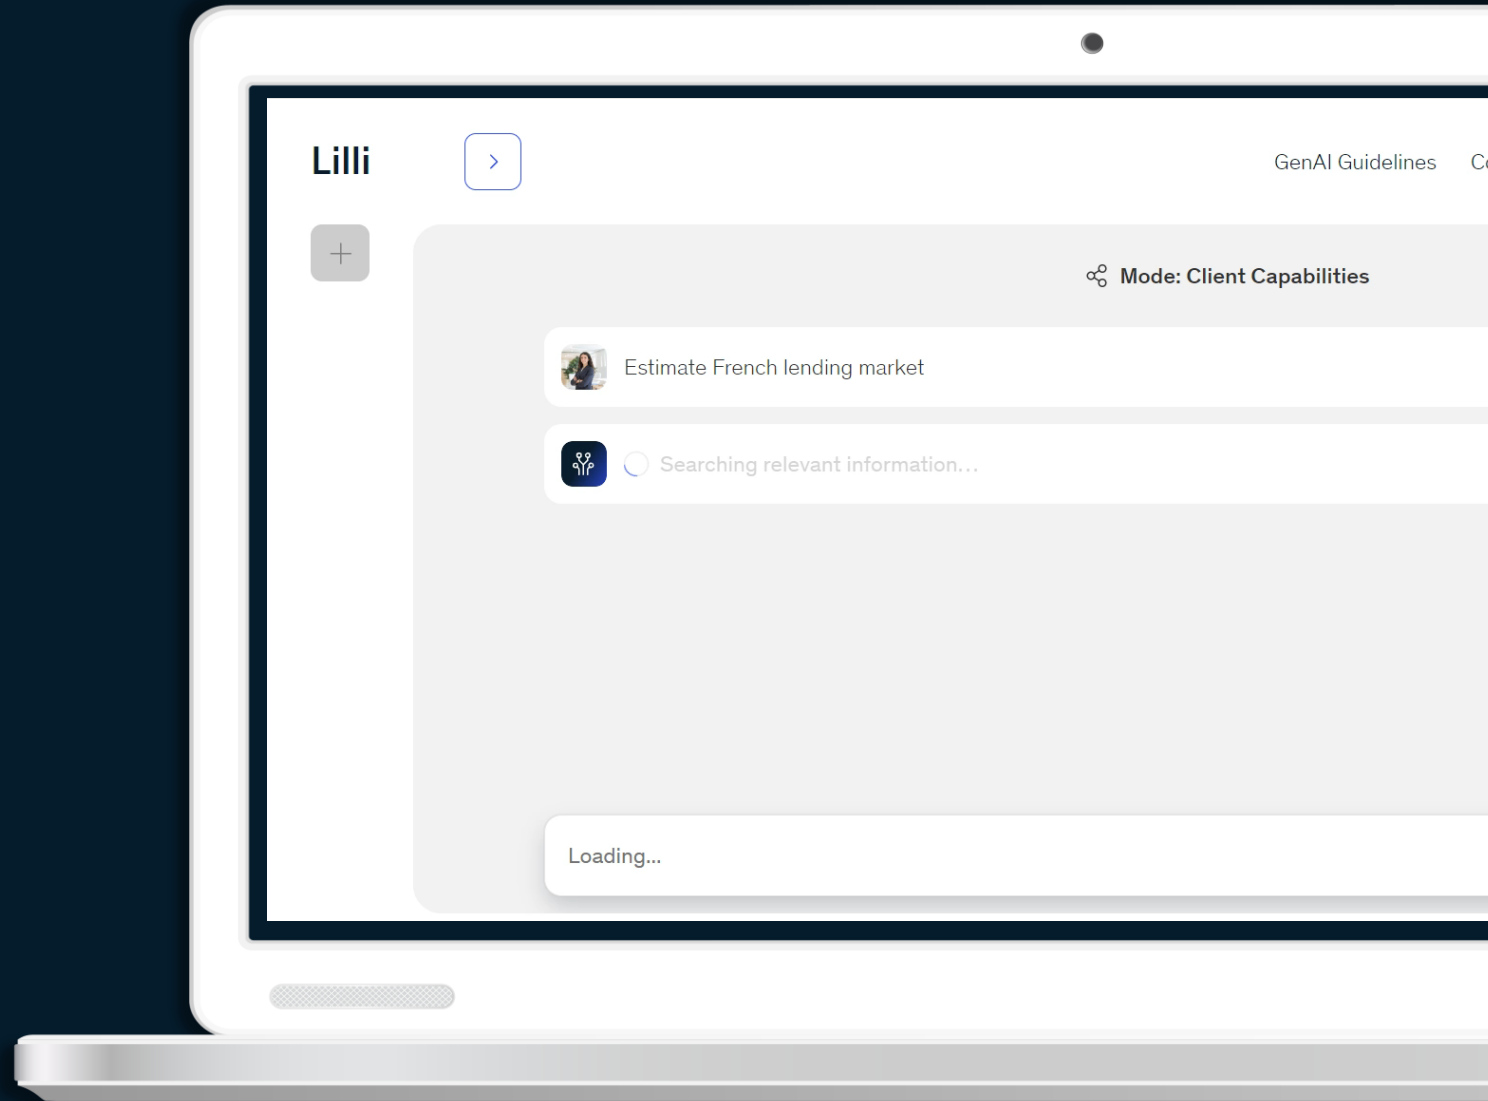 Lilli
GenAI Guidelines
Mode: Client Capabilities
Estimate French lending market
Searching relevant information...
Loading...